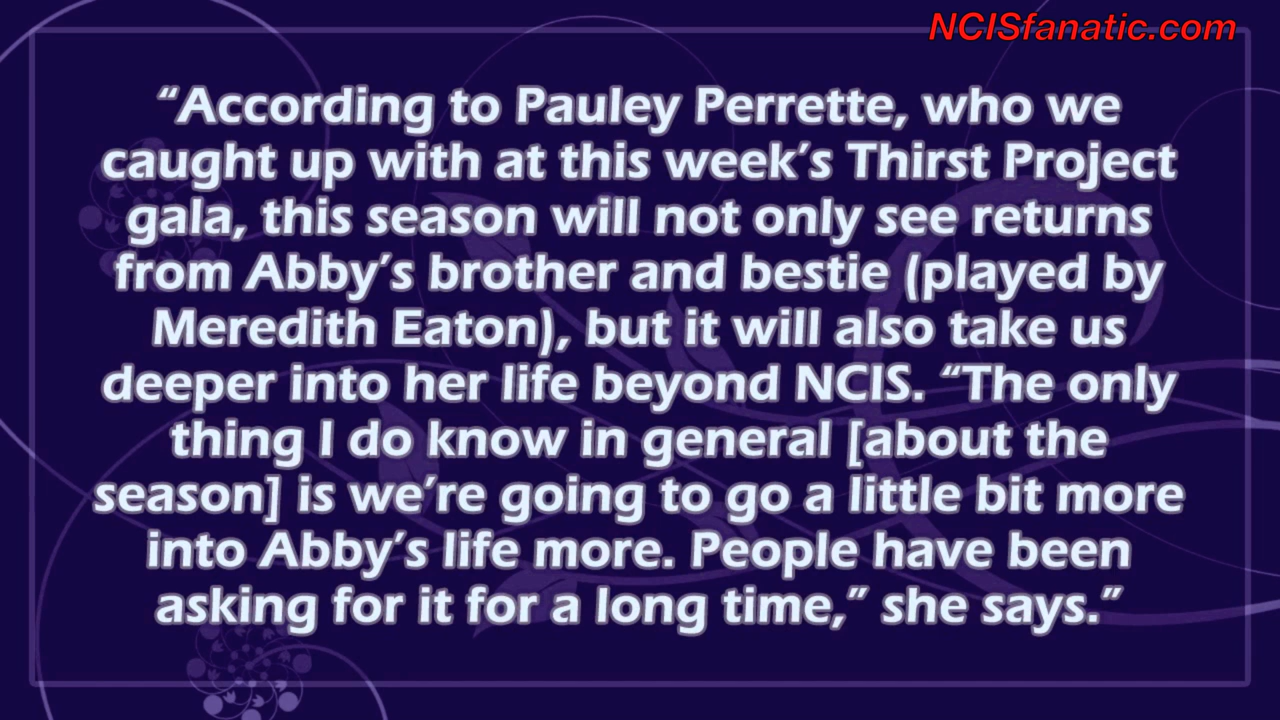 NCISfanatic.com
“According to Pauley Perrette, who we
caught up with at this week’s Thirst Project
gala, this season will not only see returns
from Abby’s brother and bestie (played by
Meredith Eaton), but it will also take us
deeper into her life beyond NCIS. “The only
thing I do know in general [about the
season] is we’re going to go a little bit more
into Abby’s life more. People have been
asking for it for a long time,” she says.”